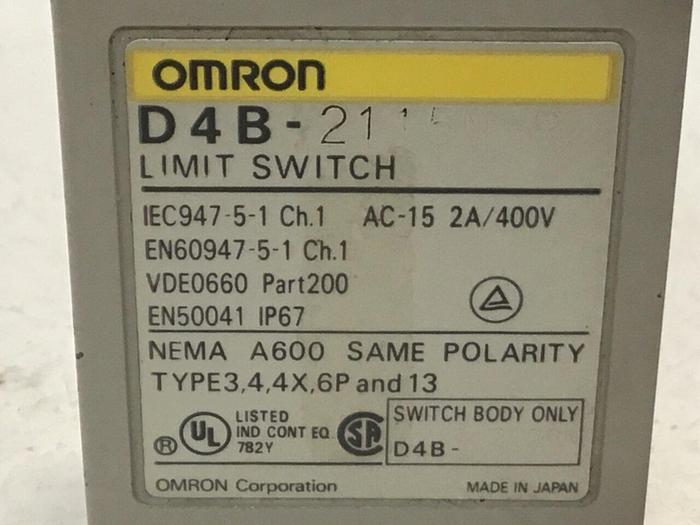 OMRON
D4B-21
LIMIT SWITCH
IEC947-5-1 Ch.1 AC-15 2A/400V
EN60947-5-1 Ch.1
VDE0660 Part200
EN50041 IP67
NEMA A600 SAME POLARITY
TYPE3,4,4X,6P and 13
® UL LISTED
IND CONT EQ
782Y
SA
SWITCH BODY ONLY
D4B-
OMRON Corporation MADE IN JAPAN